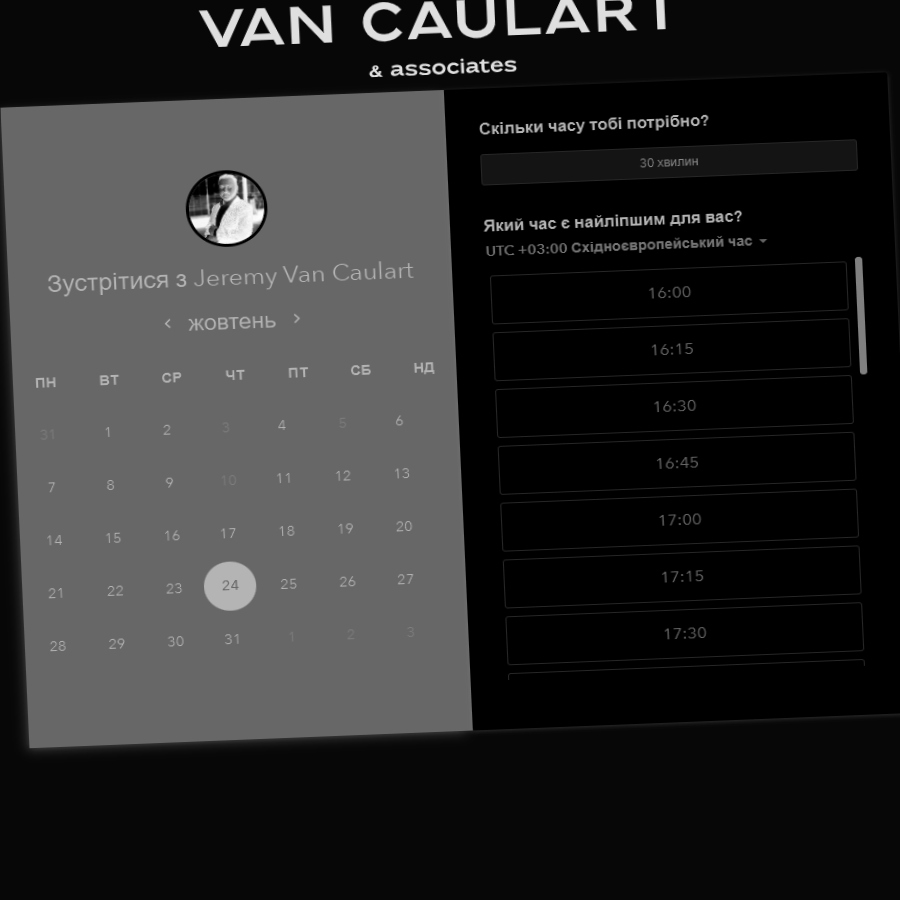 VAN CAULART
& associates
Зустрітися з Jeremy Van Caulart
жовтень
ПН ВТ СР ЧТ ПТ СБ НД
31 1 2 3 4 5 6
7 8 9 10 11 12 13
14 15 16 17 18 19 20
21 22 23 24 25 26 27
28 29 30 31 1 2 3
Скільки часу тобі потрібно?
30 хвилин
Який час є найліпшим для вас?
UTC +03:00 Східноєвропейський час
16:00
16:15
16:30
16:45
17:00
17:15
17:30